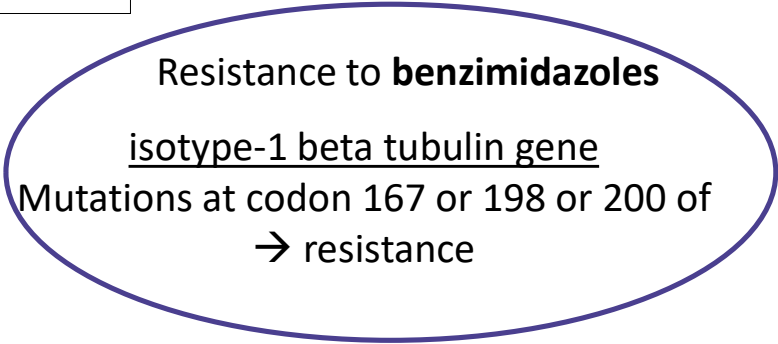 Resistance to benzimidazoles
isotype-1 beta tubulin gene
Mutations at codon 167 or 198 or 200 of
→ resistance